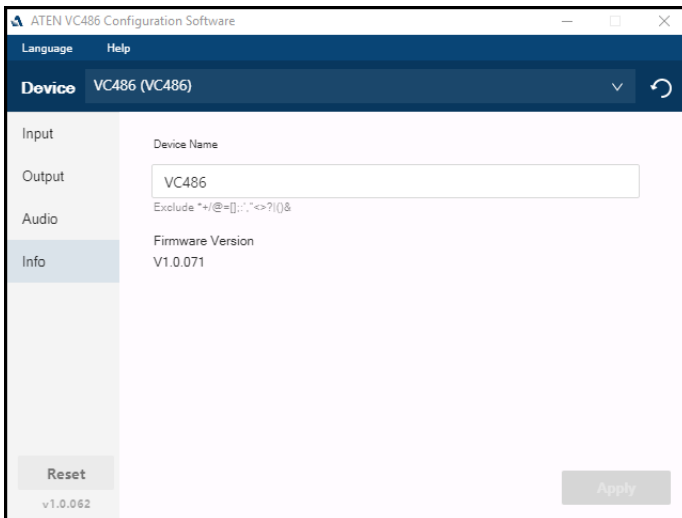 ATEN VC486 Configuration Software
Language Help
Device VC486 (VC486)
Input
Output
Audio
Info
Device Name
VC486
Exclude *+/@=[];:',"<>?|()&
Firmware Version
V1.0.071
Reset
v1.0.062
Apply